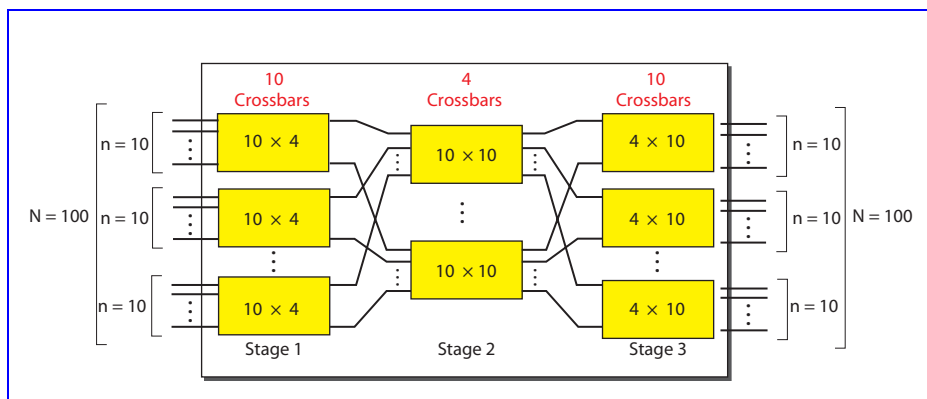 10
Crossbars
4
Crossbars
10
Crossbars
n = 10
10 × 4
10 × 10
4 × 10
n = 10
N = 100
n = 10
10 × 4
4 × 10
n = 10
N = 100
10 × 10
n = 10
10 × 4
4 × 10
n = 10
Stage 1
Stage 2
Stage 3